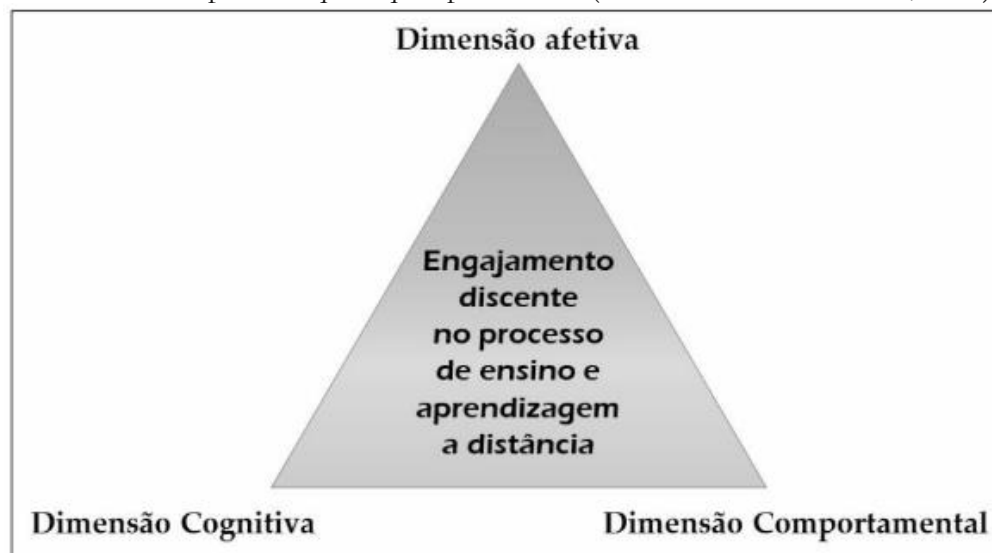 Dimensão afetiva
Engajamento
discente
no processo
de ensino e
aprendizagem
a distância
Dimensão Cognitiva
Dimensão Comportamental